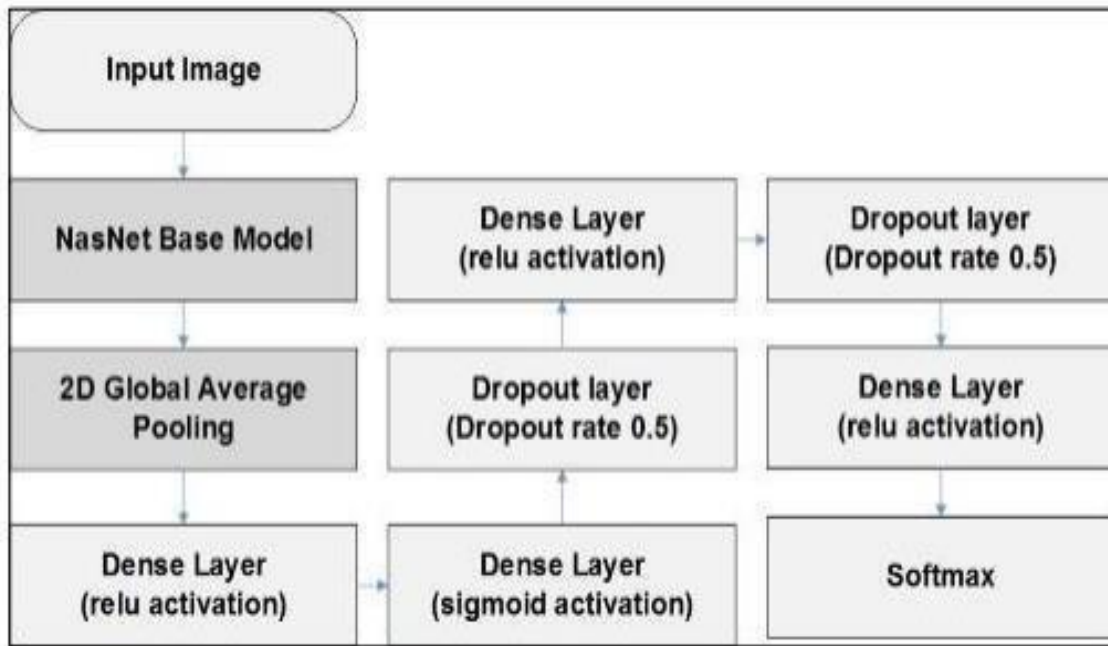 Input Image
NasNet Base Model
2D Global Average
Pooling
Dense Layer
(relu activation)
Dense Layer
(sigmoid activation)
Dropout layer
(Dropout rate 0.5)
Dense Layer
(relu activation)
Dropout layer
(Dropout rate 0.5)
Dense Layer
(relu activation)
Softmax